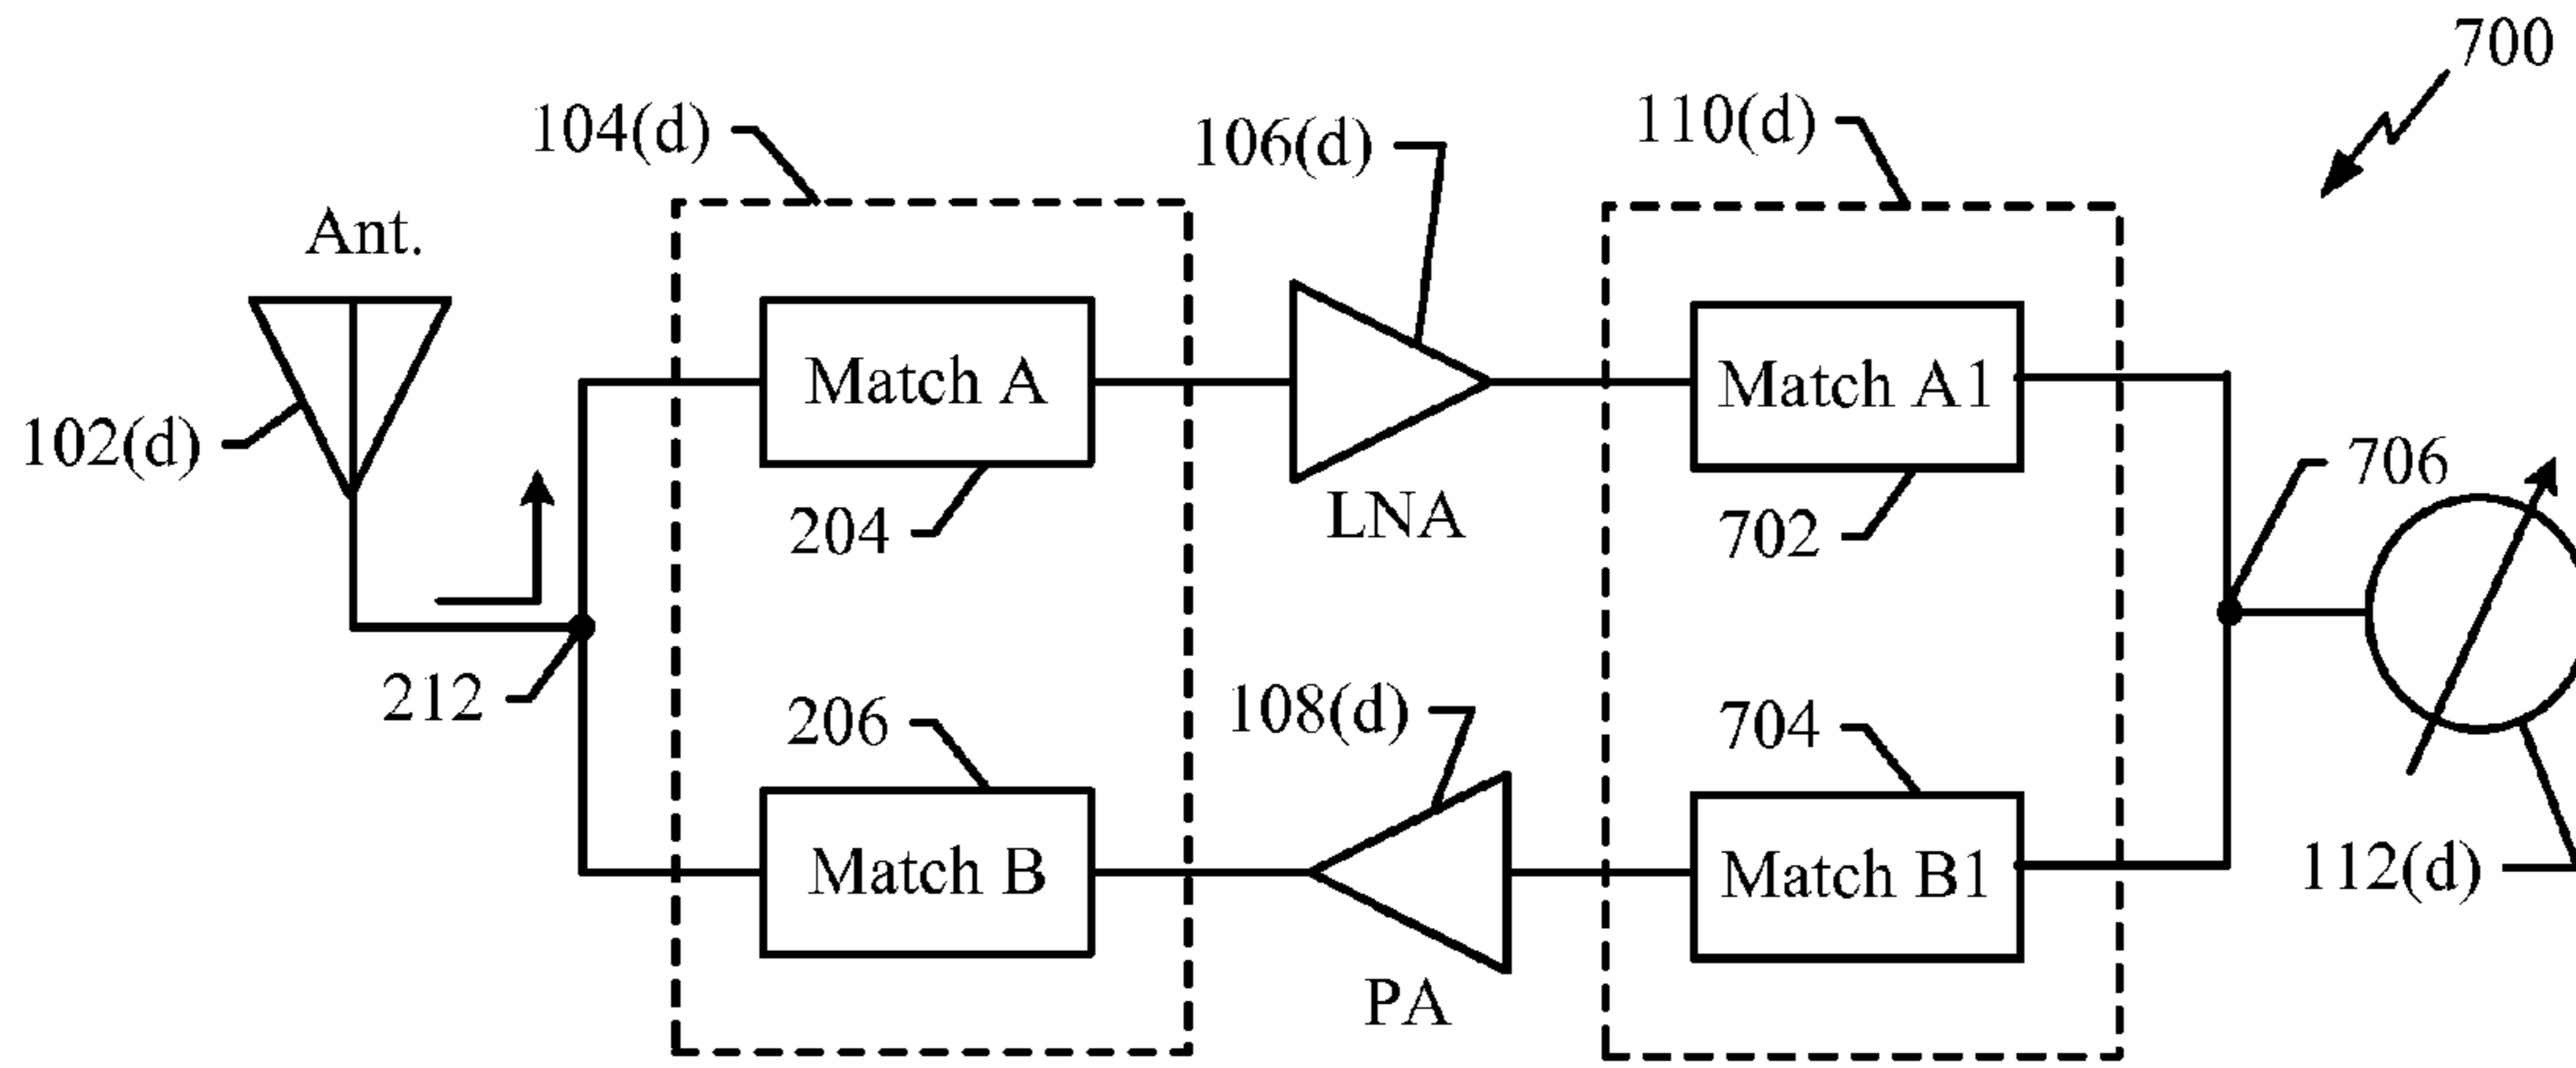 700
104(d)
106(d)
110(d)
Ant.
Match A
Match A1
102(d)
204
LNA
702
706
212
206
108(d)
704
Match B
Match B1
112(d)
PA